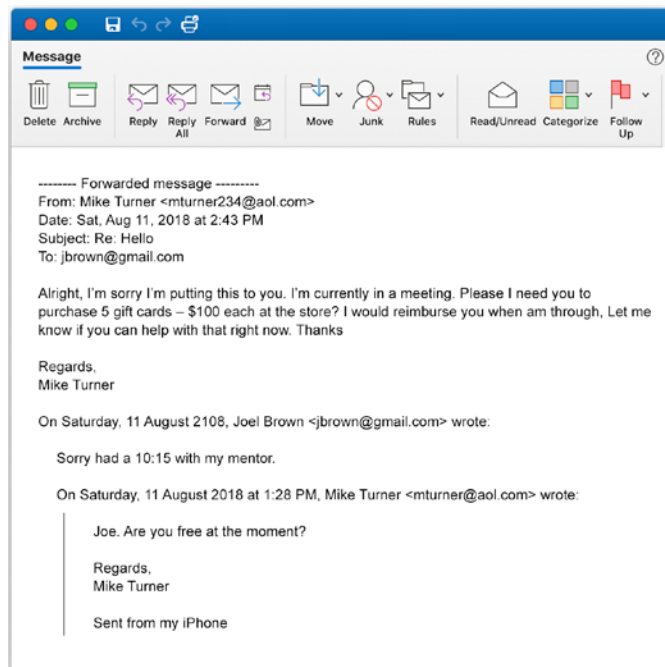 Message
?
Delete Archive Reply Reply All Forward Move Junk Rules Read/Unread Categorize Follow Up
-------- Forwarded message ---------
From: Mike Turner <mturner234@aol.com>
Date: Sat, Aug 11, 2018 at 2:43 PM
Subject: Re: Hello
To: jbrown@gmail.com
Alright, I'm sorry I'm putting this to you. I'm currently in a meeting. Please I need you to
purchase 5 gift cards – $100 each at the store? I would reimburse you when am through, Let me
know if you can help with that right now. Thanks
Regards,
Mike Turner
On Saturday, 11 August 2108, Joel Brown <jbrown@gmail.com> wrote:
Sorry had a 10:15 with my mentor.
On Saturday, 11 August 2018 at 1:28 PM, Mike Turner <mturner@aol.com> wrote:
Joe. Are you free at the moment?
Regards,
Mike Turner
Sent from my iPhone